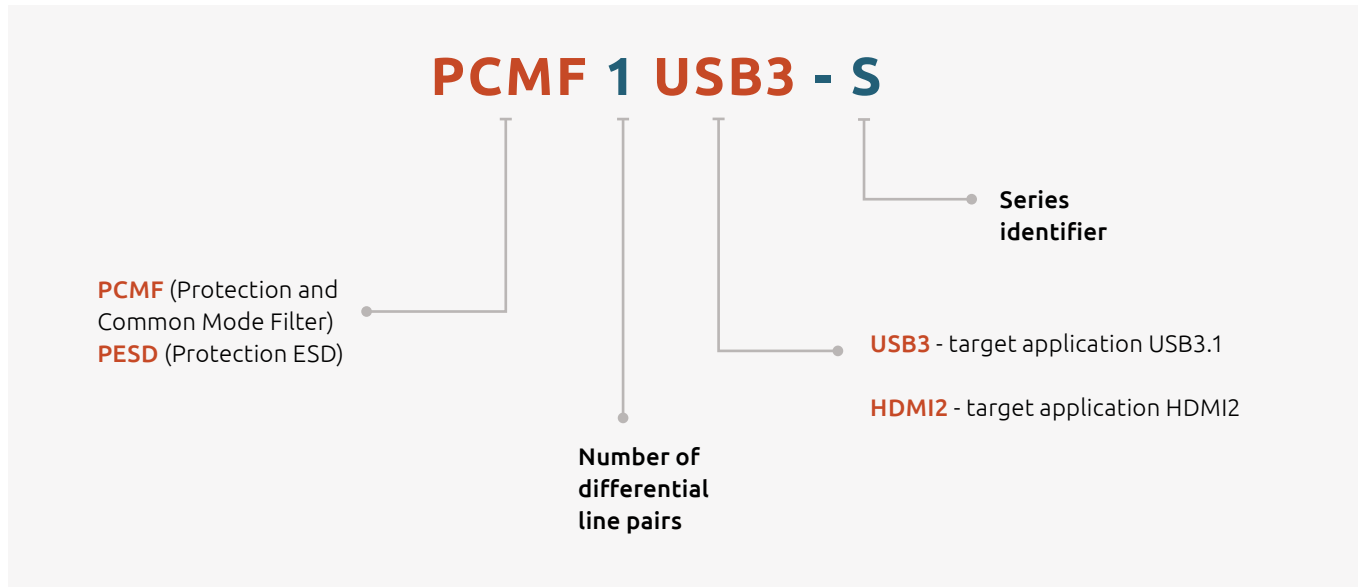 PCMF 1 USB3 - S
Series
identifier
PCMF (Protection and
Common Mode Filter)
PESD (Protection ESD)
USB3 - target application USB3.1
HDMI2 - target application HDMI2
Number of
differential
line pairs